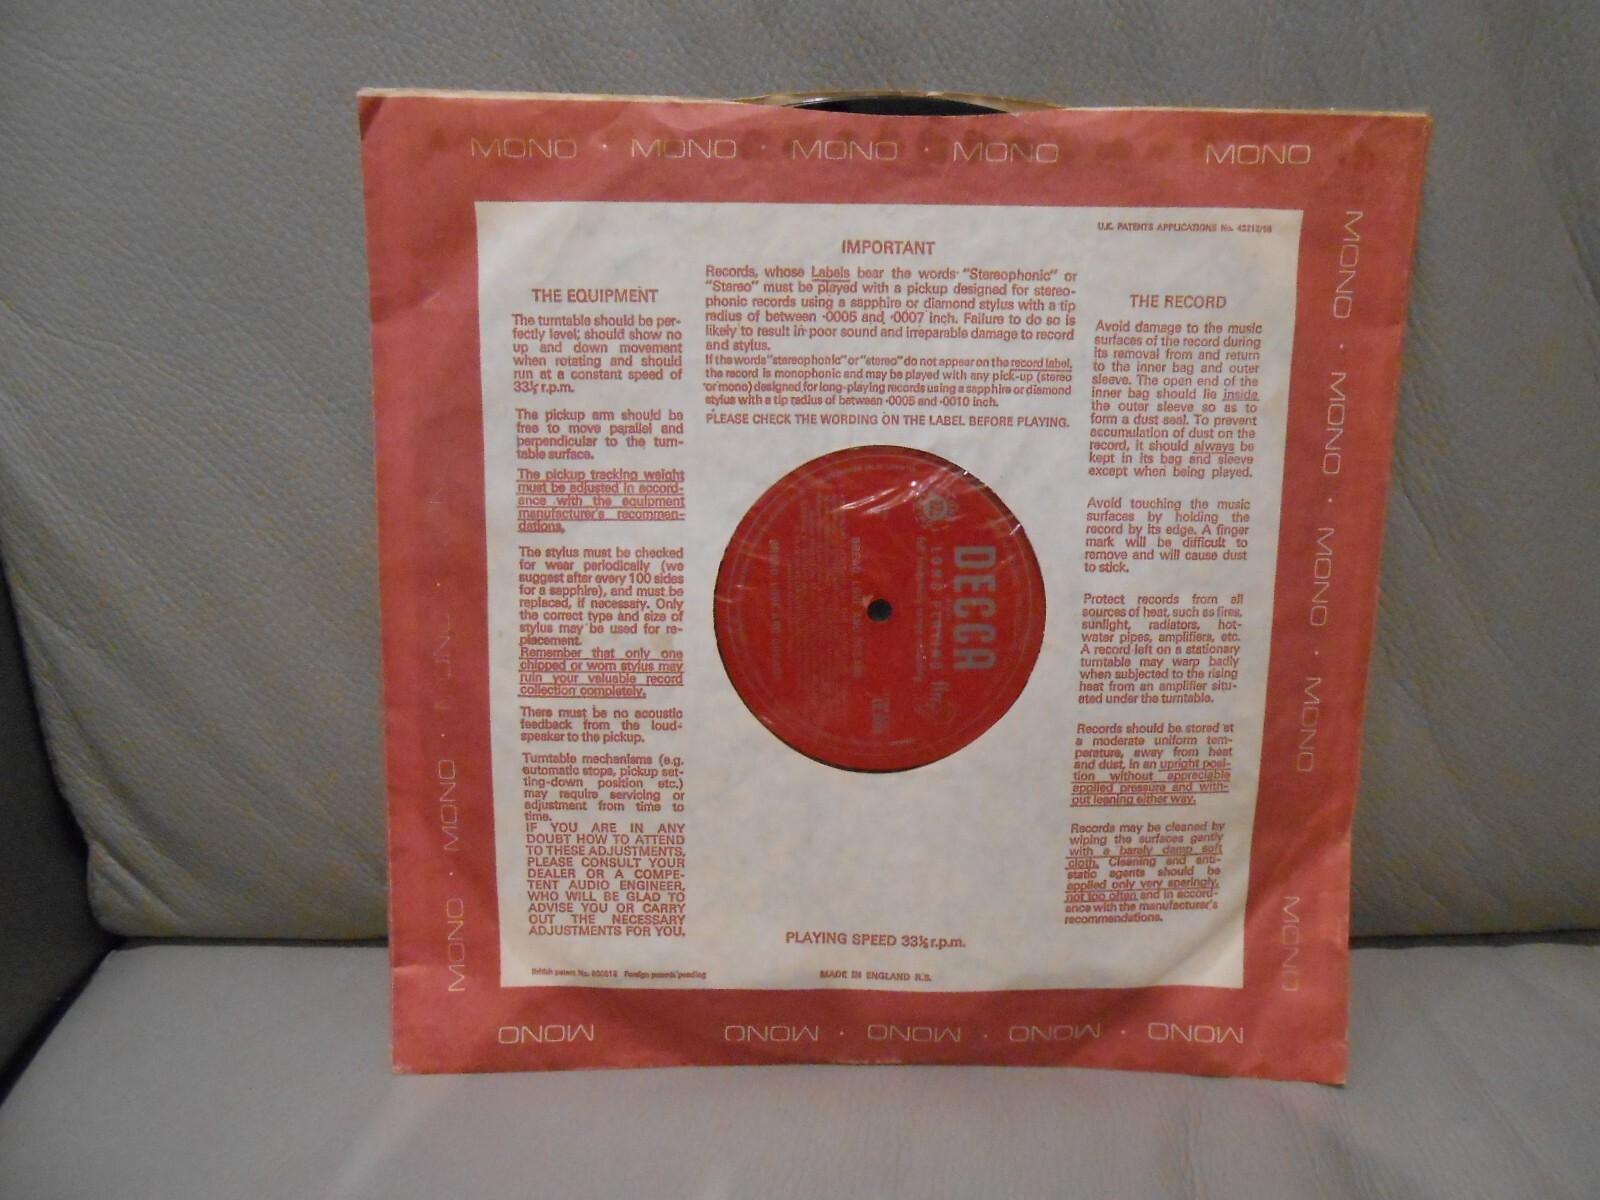 MONO · MONO · MONO · MONO MONO
U.K. PATENTS APPLICATIONS No. 43212/58
IMPORTANT
Records, whose Labels bear the words "Stereophonic" or
"Stereo" must be played with a pickup designed for stereo-
phonic records using a sapphire or diamond stylus with a tip
radius of between ·0005 and ·0007 inch. Failure to do so is
likely to result in poor sound and irreparable damage to record
and stylus.
If the words "stereophonic" or "stereo" do not appear on the record label,
the record is monophonic and may be played with any pick-up (stereo
or mono) designed for long-playing records using a sapphire or diamond
stylus with a tip radius of between ·0005 and ·0010 inch.
PLEASE CHECK THE WORDING ON THE LABEL BEFORE PLAYING.
THE EQUIPMENT
The turntable should be per-
fectly level; should show no
up and down movement
when rotating and should
run at a constant speed of
33⅓ r.p.m.
The pickup arm should be
free to move parallel and
perpendicular to the turn-
table surface.
The pickup tracking weight
must be adjusted in accord-
ance with the equipment
manufacturer's recommen-
dations.
The stylus must be checked
for wear periodically (we
suggest after every 100 sides
for a sapphire), and must be
replaced, if necessary. Only
the correct type and size of
stylus may be used for re-
placement.
Remember that only one
chipped or worn stylus may
ruin your valuable record
collection completely.
There must be no acoustic
feedback from the loud-
speaker to the pickup.
Turntable mechanisms (e.g.
automatic stops, pickup set-
ting-down position etc.)
may require servicing or
adjustment from time to
time.
IF YOU ARE IN ANY
DOUBT HOW TO ATTEND
TO THESE ADJUSTMENTS,
PLEASE CONSULT YOUR
DEALER OR A COMPE-
TENT AUDIO ENGINEER,
WHO WILL BE GLAD TO
ADVISE YOU OR CARRY
OUT THE NECESSARY
ADJUSTMENTS FOR YOU.
THE RECORD
Avoid damage to the music
surfaces of the record during
its removal from and return
to the inner bag and outer
sleeve. The open end of the
inner bag should lie inside
the outer sleeve so as to
form a dust seal. To prevent
accumulation of dust on the
record, it should always be
kept in its bag and sleeve
except when being played.
Avoid touching the music
surfaces by holding the
record by its edge. A finger
mark will be difficult to
remove and will cause dust
to stick.
Protect records from all
sources of heat, such as fires,
sunlight, radiators, hot-
water pipes, amplifiers, etc.
A record left on a stationary
turntable may warp badly
when subjected to the rising
heat from an amplifier situ-
ated under the turntable.
Records should be stored at
a moderate uniform tem-
perature, away from heat
and dust, in an upright posi-
tion without appreciable
applied pressure and with-
out leaning either way.
Records may be cleaned by
wiping the surfaces gently
with a barely damp soft
cloth. Cleaning and anti-
static agents should be
applied only very sparingly,
not too often and in accord-
ance with the manufacturer's
recommendations.
DECCA
LONG PLAYING
PLAYING SPEED 33⅓ r.p.m.
British patent No. Foreign patents pending
MADE IN ENGLAND R.S.
MONO · MONO · MONO · MONO
MONO
MONO · MONO
MONO MONO · MONO · MONO · MONO